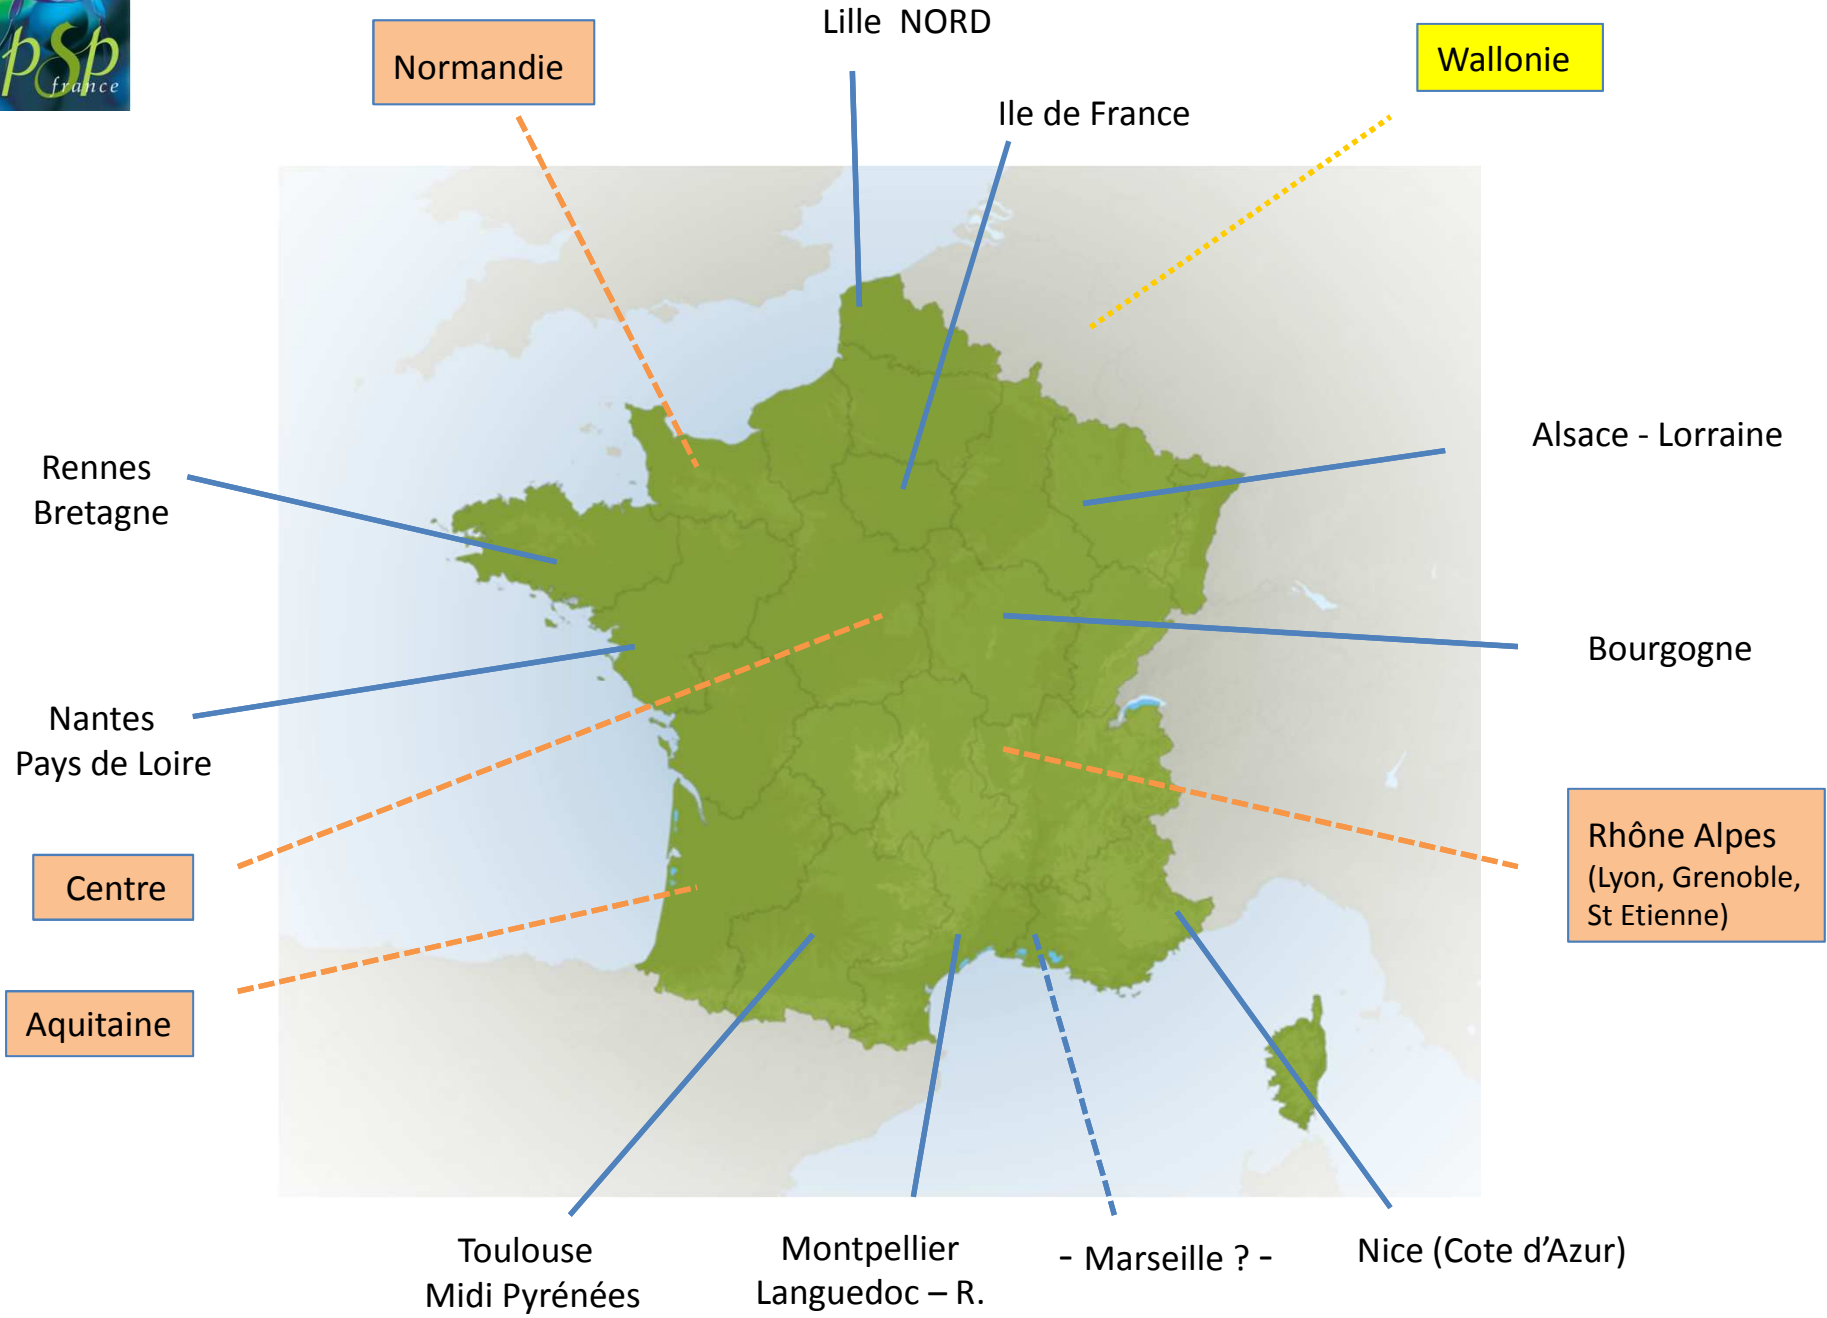 psp
france
Lille  NORD
Normandie
Wallonie
Ile de France
Alsace - Lorraine
Rennes
Bretagne
Bourgogne
Nantes
Pays de Loire
Rhône Alpes
(Lyon, Grenoble,
St Etienne)
Centre
Aquitaine
Toulouse
Midi Pyrénées
Montpellier
Languedoc – R.
- Marseille ? -
Nice (Cote d’Azur)